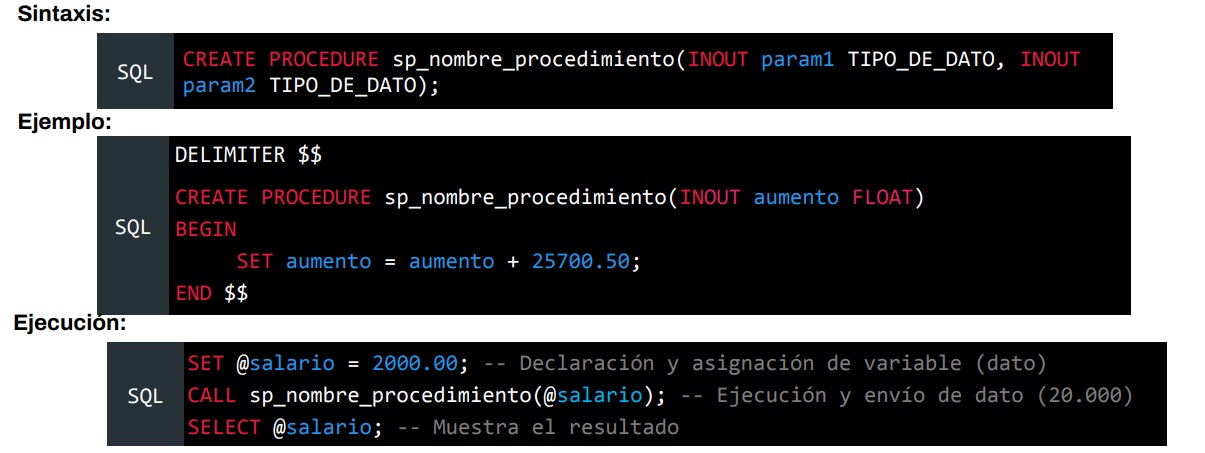 Sintaxis:
SQL
CREATE PROCEDURE sp_nombre_procedimiento(INOUT param1 TIPO_DE_DATO, INOUT
param2 TIPO_DE_DATO);
Ejemplo:
SQL
DELIMITER $$
CREATE PROCEDURE sp_nombre_procedimiento(INOUT aumento FLOAT)
BEGIN
SET aumento = aumento + 25700.50;
END $$
Ejecución:
SQL
SET @salario = 2000.00; -- Declaración y asignación de variable (dato)
CALL sp_nombre_procedimiento(@salario); -- Ejecución y envío de dato (20.000)
SELECT @salario; -- Muestra el resultado